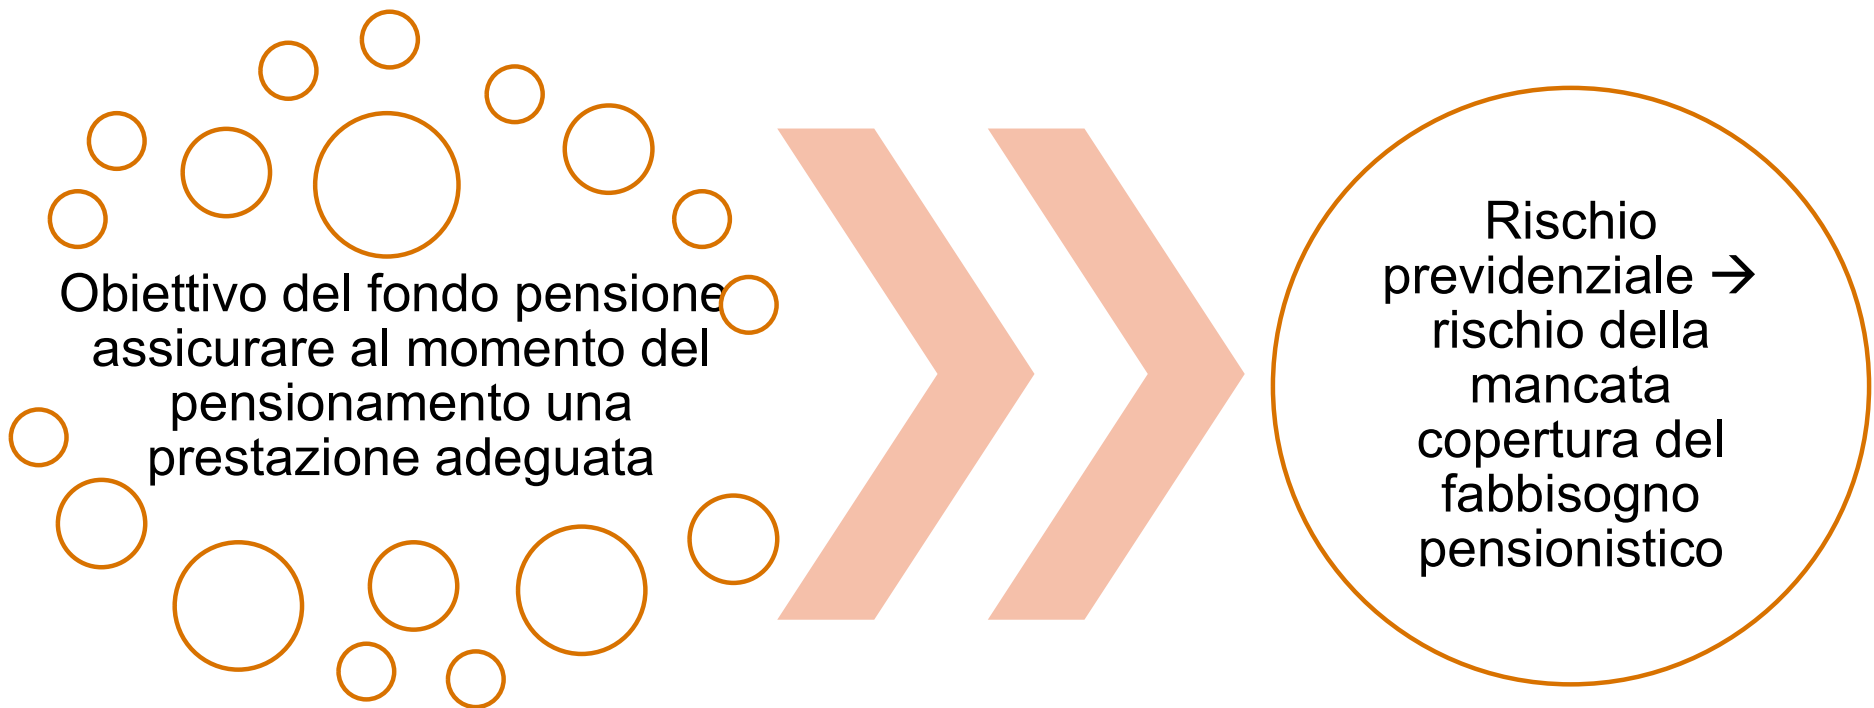 Obiettivo del fondo pensione
assicurare al momento del
pensionamento una
prestazione adeguata
Rischio
previdenziale →
rischio della
mancata
copertura del
fabbisogno
pensionistico